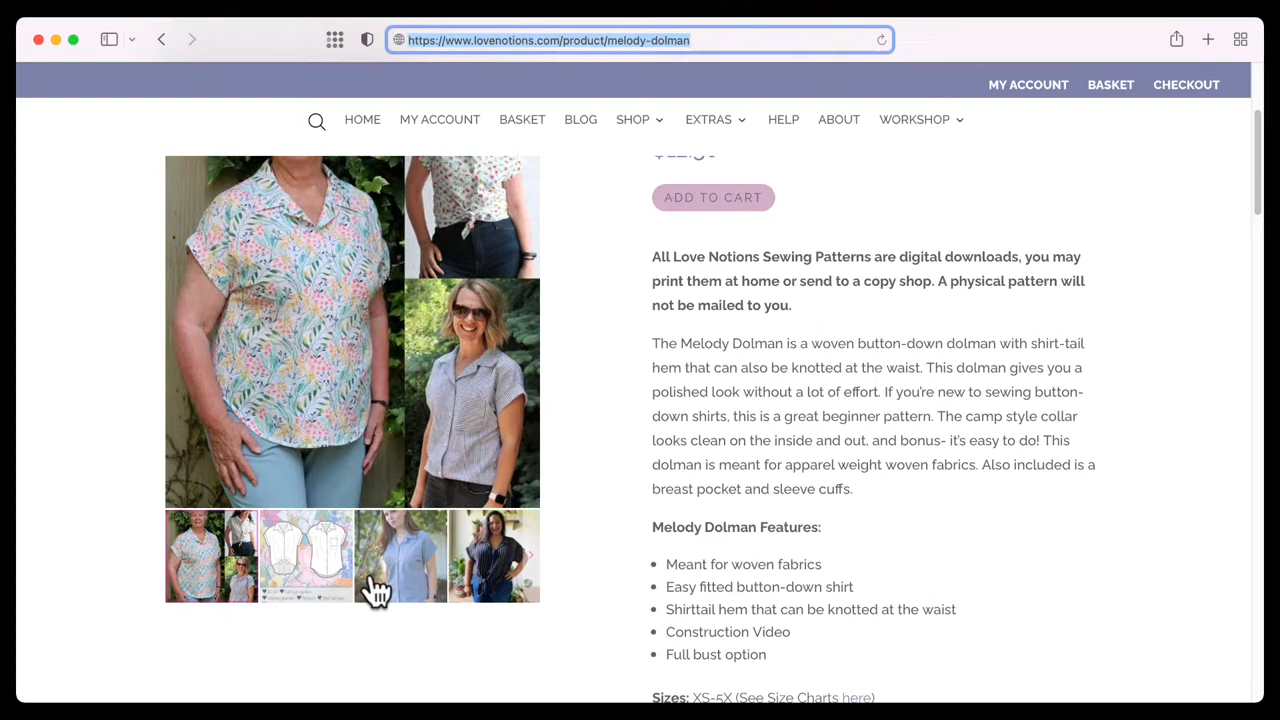 https://www.lovenotions.com/product/melody-dolman
MY ACCOUNT BASKET CHECKOUT
HOME MY ACCOUNT BASKET BLOG SHOP EXTRAS HELP ABOUT WORKSHOP
ADD TO CART
All Love Notions Sewing Patterns are digital downloads, you may
print them at home or send to a copy shop. A physical pattern will
not be mailed to you.
The Melody Dolman is a woven button-down dolman with shirt-tail
hem that can also be knotted at the waist. This dolman gives you a
polished look without a lot of effort. If you're new to sewing button-
down shirts, this is a great beginner pattern. The camp style collar
looks clean on the inside and out, and bonus- it's easy to do! This
dolman is meant for apparel weight woven fabrics. Also included is a
breast pocket and sleeve cuffs.
Melody Dolman Features:
Meant for woven fabrics
Easy fitted button-down shirt
Shirttail hem that can be knotted at the waist
Construction Video
Full bust option
Sizes: XS-5X (See Size Charts here)